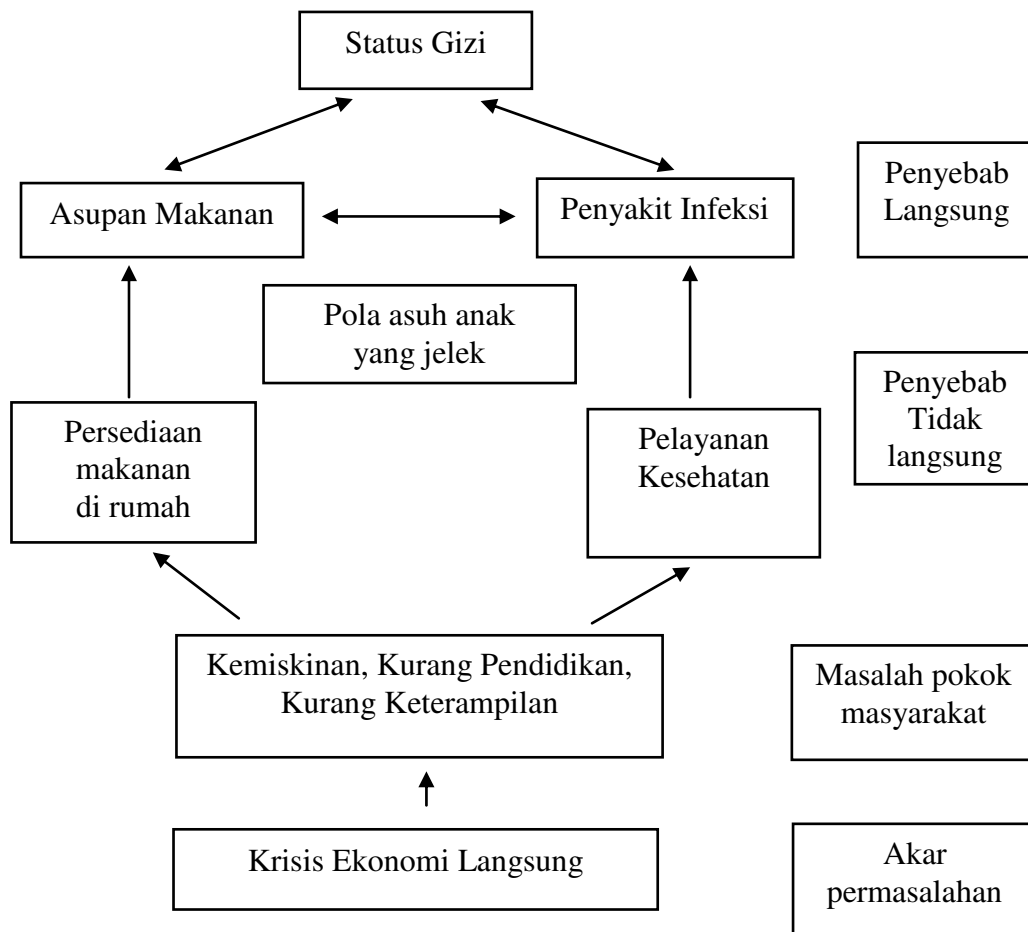 Status Gizi
Asupan Makanan
Penyakit Infeksi
Penyebab
Langsung
Pola asuh anak
yang jelek
Persediaan
makanan
di rumah
Pelayanan
Kesehatan
Penyebab
Tidak
langsung
Kemiskinan, Kurang Pendidikan,
Kurang Keterampilan
Masalah pokok
masyarakat
Krisis Ekonomi Langsung
Akar
permasalahan